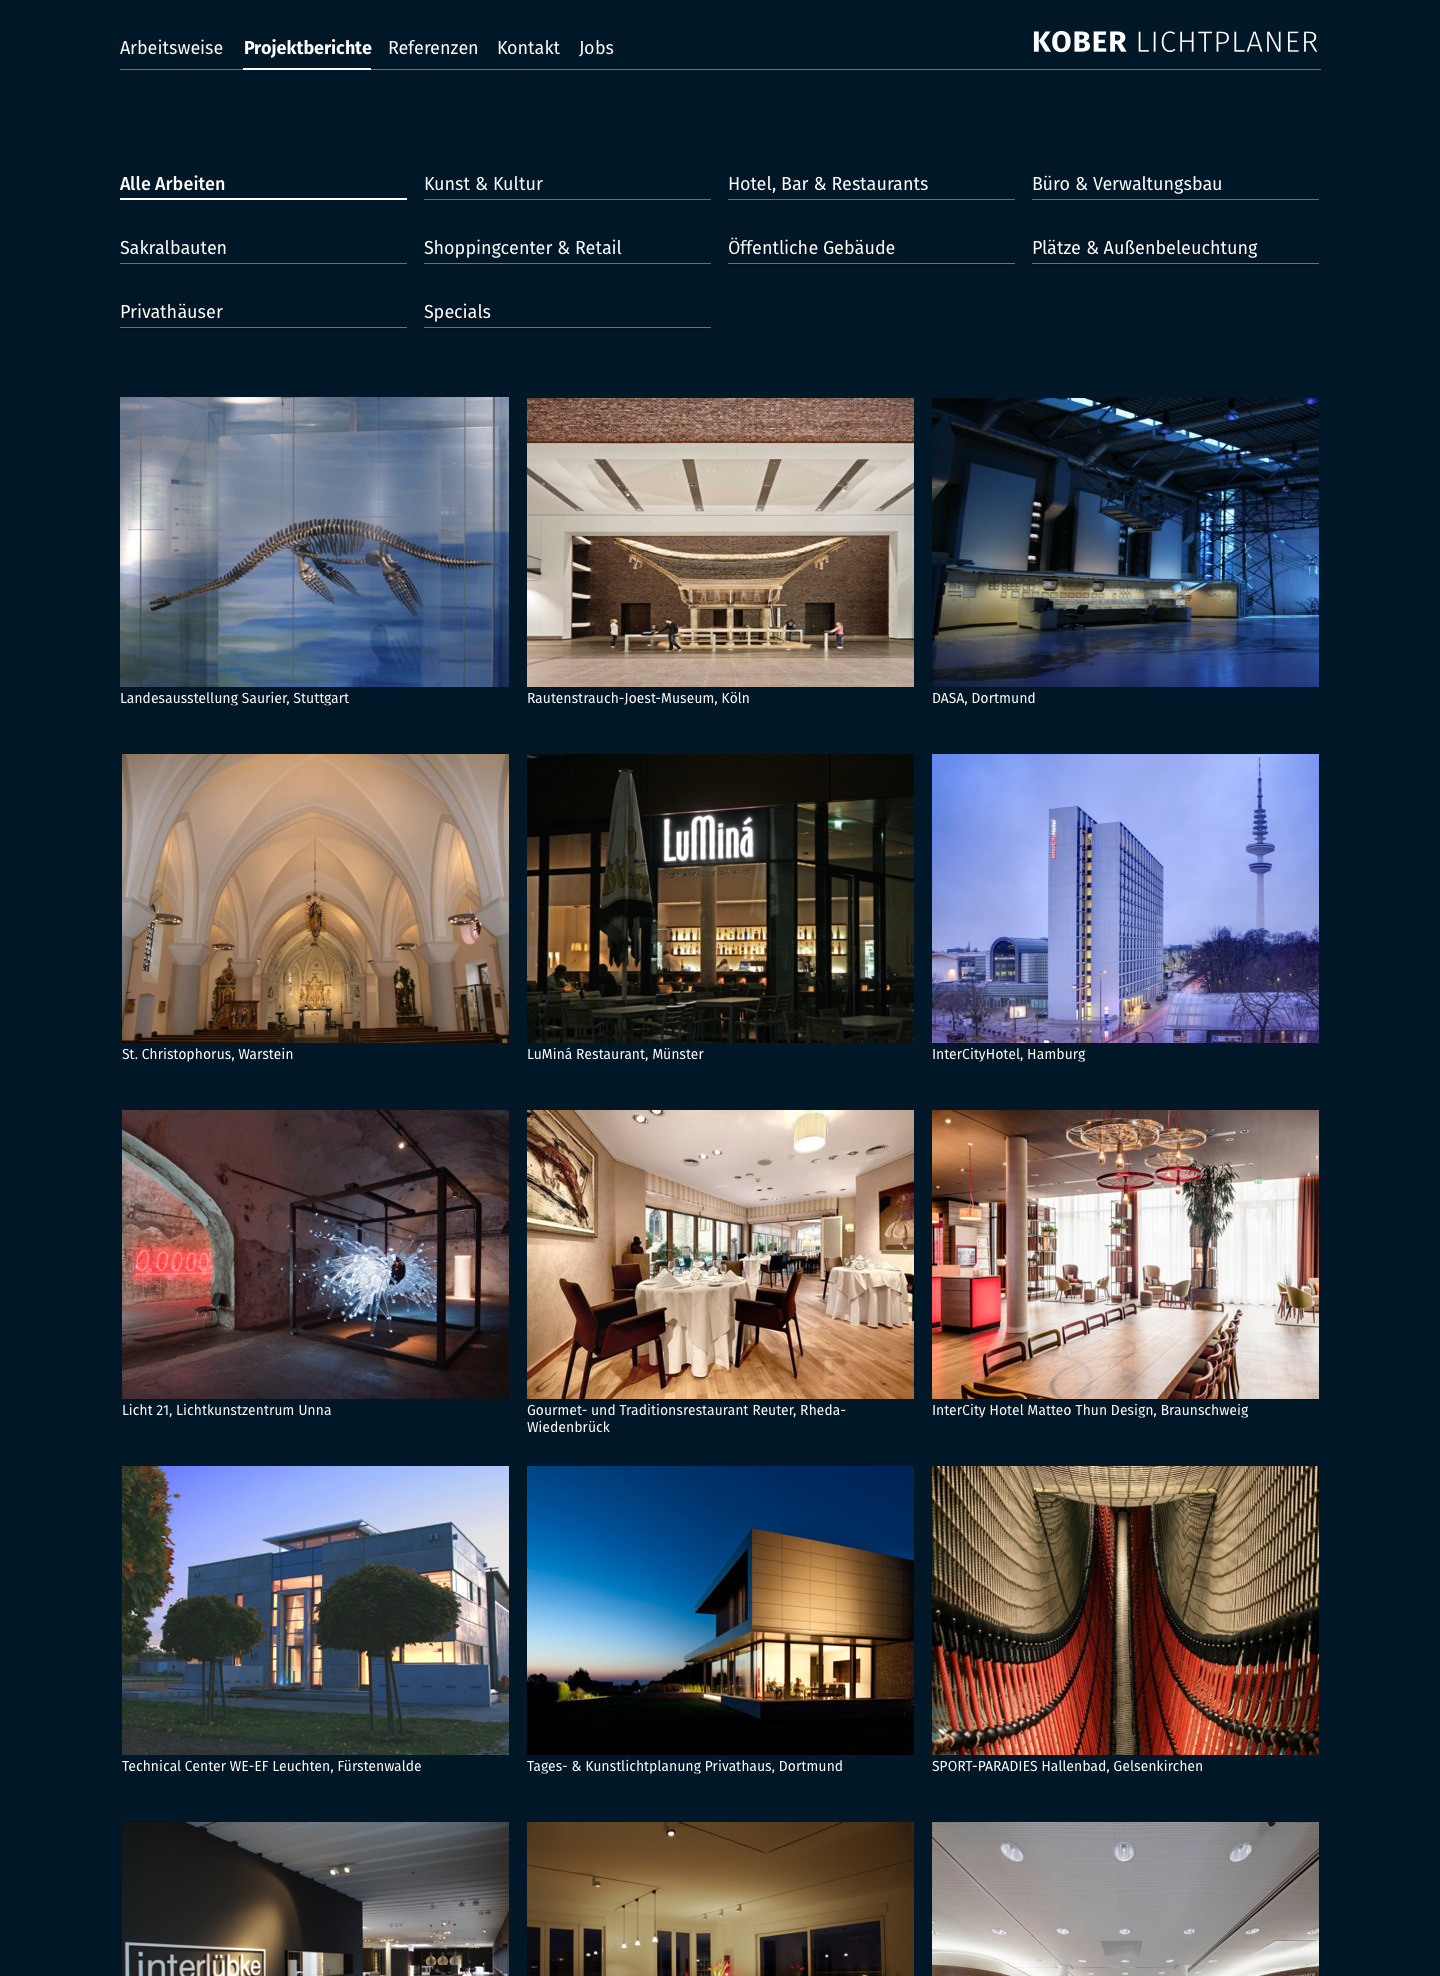 Arbeitsweise Projektberichte Referenzen Kontakt Jobs KOBER LICHTPLANER
Alle Arbeiten Kunst & Kultur Hotel, Bar & Restaurants Büro & Verwaltungsbau
Sakralbauten Shoppingcenter & Retail Öffentliche Gebäude Plätze & Außenbeleuchtung
Privathäuser Specials
Landesausstellung Saurier, Stuttgart Rautenstrauch-Joest-Museum, Köln DASA, Dortmund
LuMiná
InterCityHotel
St. Christophorus, Warstein LuMiná Restaurant, Münster InterCityHotel, Hamburg
0.0000
Licht 21, Lichtkunstzentrum Unna Gourmet- und Traditionsrestaurant Reuter, Rheda- InterCity Hotel Matteo Thun Design, Braunschweig
Wiedenbrück
Technical Center WE-EF Leuchten, Fürstenwalde Tages- & Kunstlichtplanung Privathaus, Dortmund SPORT-PARADIES Hallenbad, Gelsenkirchen
interlübke